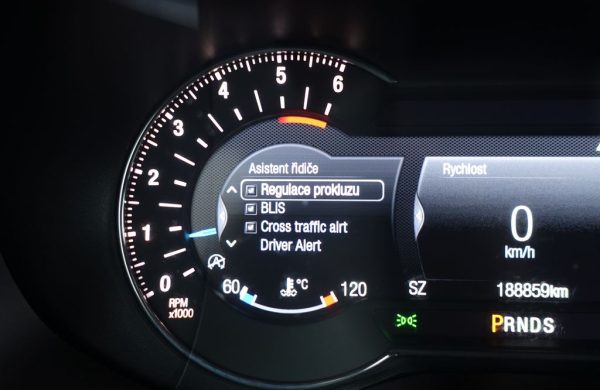 6
5
4
3
2
1
0
RPM
x1000
Asistent řidiče
Regulace prokluzu
BLIS
Cross traffic alrt
Driver Alert
60 °C 120
Rychlost
0
km/h
SZ 188859km
PRNDS